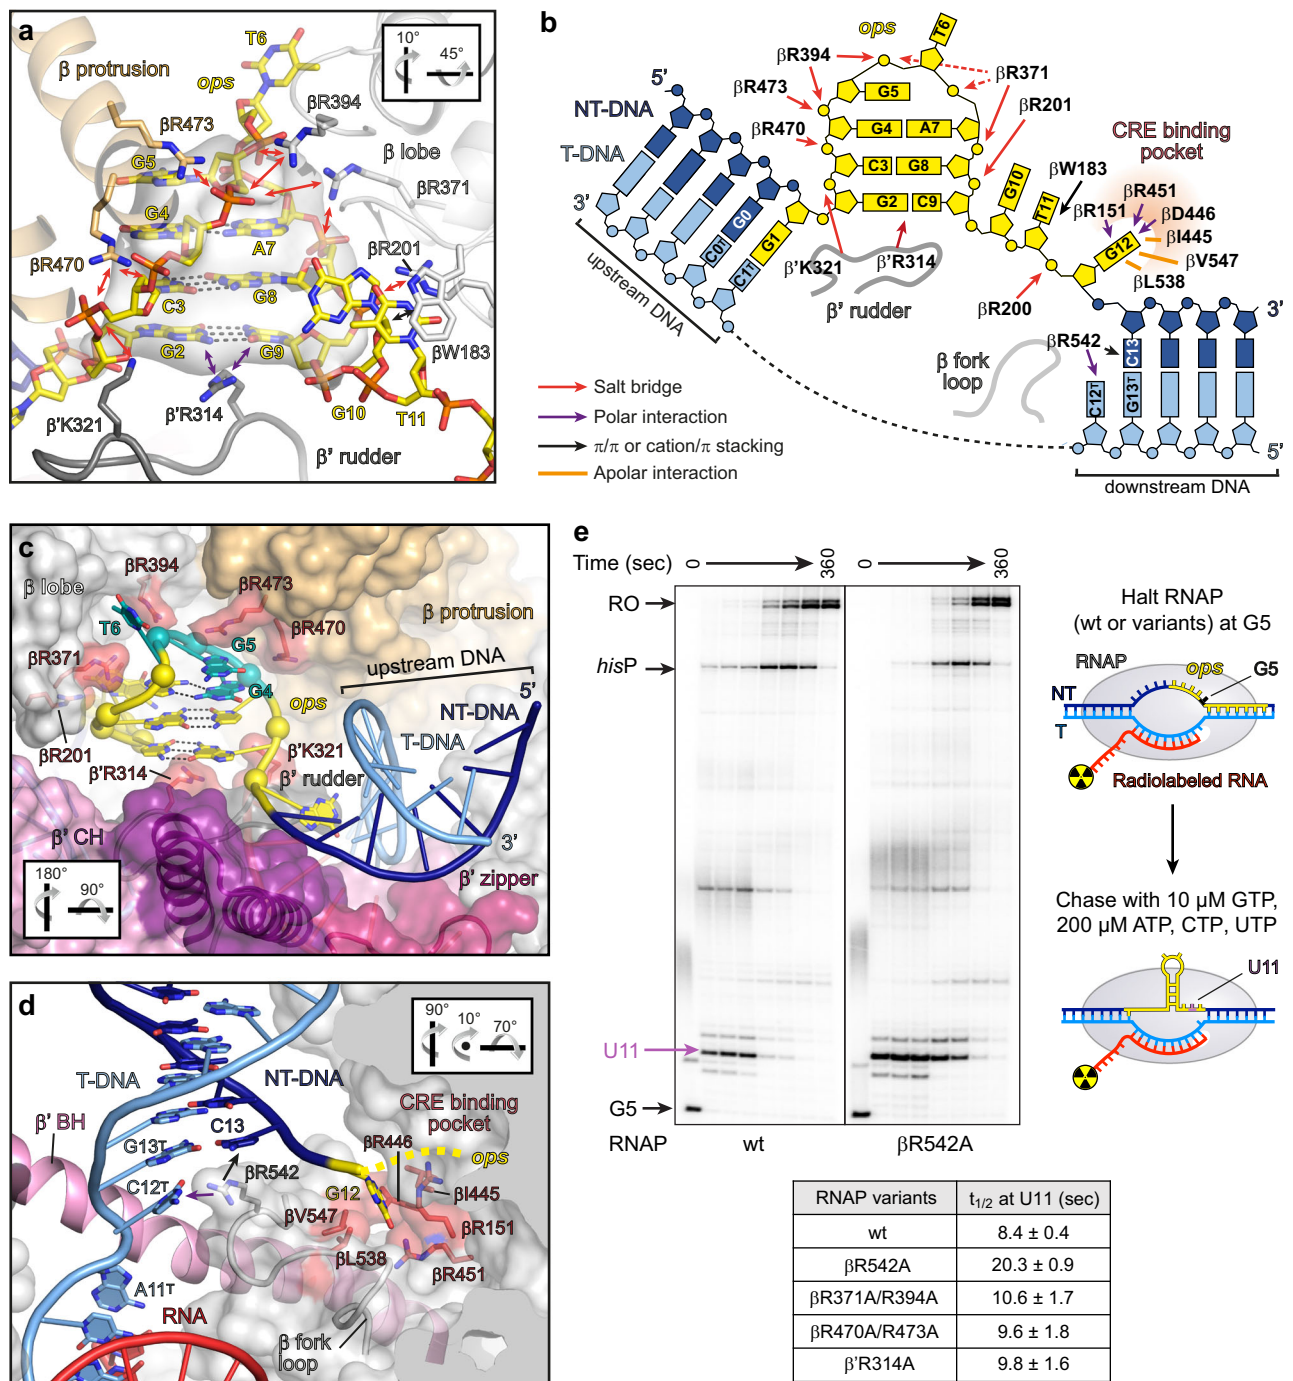 a
T6
10°
45°
β protrusion
ops
βR394
βR473
β lobe
G5
βR371
G4
A7
βR470
βR201
C3
G8
βW183
G2
G9
G10
T11
β'K321
β'R314
β' rudder
b
ops
T6
βR394
5'
βR371
G5
βR473
NT-DNA
βR201
G4
A7
βR470
T-DNA
CRE binding
pocket
C3
G8
βW183
G10
T11
βR451
3'
βR151
βD446
G2
C9
G0
G1
G12
βI445
βV547
C0T
C1T
β'K321
β'R314
βL538
upstream DNA
β' rudder
βR200
3'
βR542
C13
β fork
loop
C12T
G13T
5'
downstream DNA
Salt bridge
Polar interaction
π/π or cation/π stacking
Apolar interaction
c
βR394
βR473
β lobe
β protrusion
T6
βR470
G5
βR371
upstream DNA
G4
5'
ops
NT-DNA
T-DNA
βR201
β'K321
β'R314
β' rudder
3'
β' CH
β' zipper
180°
90°
d
90°
10°
70°
T-DNA
NT-DNA
CRE binding
pocket
β' BH
C13
βR446
G13T
ops
βR542
C12T
G12
βI445
βV547
βR151
βL538
βR451
A11T
RNA
β fork
loop
e
Time (sec)
0
360
0
360
RO
hisP
U11
G5
RNAP
wt
βR542A
Halt RNAP
(wt or variants) at G5
RNAP
ops
G5
NT
T
Radiolabeled RNA
Chase with 10 µM GTP,
200 µM ATP, CTP, UTP
U11
RNAP variants
t1/2 at U11 (sec)
wt
8.4 ± 0.4
βR542A
20.3 ± 0.9
βR371A/R394A
10.6 ± 1.7
βR470A/R473A
9.6 ± 1.8
β'R314A
9.8 ± 1.6